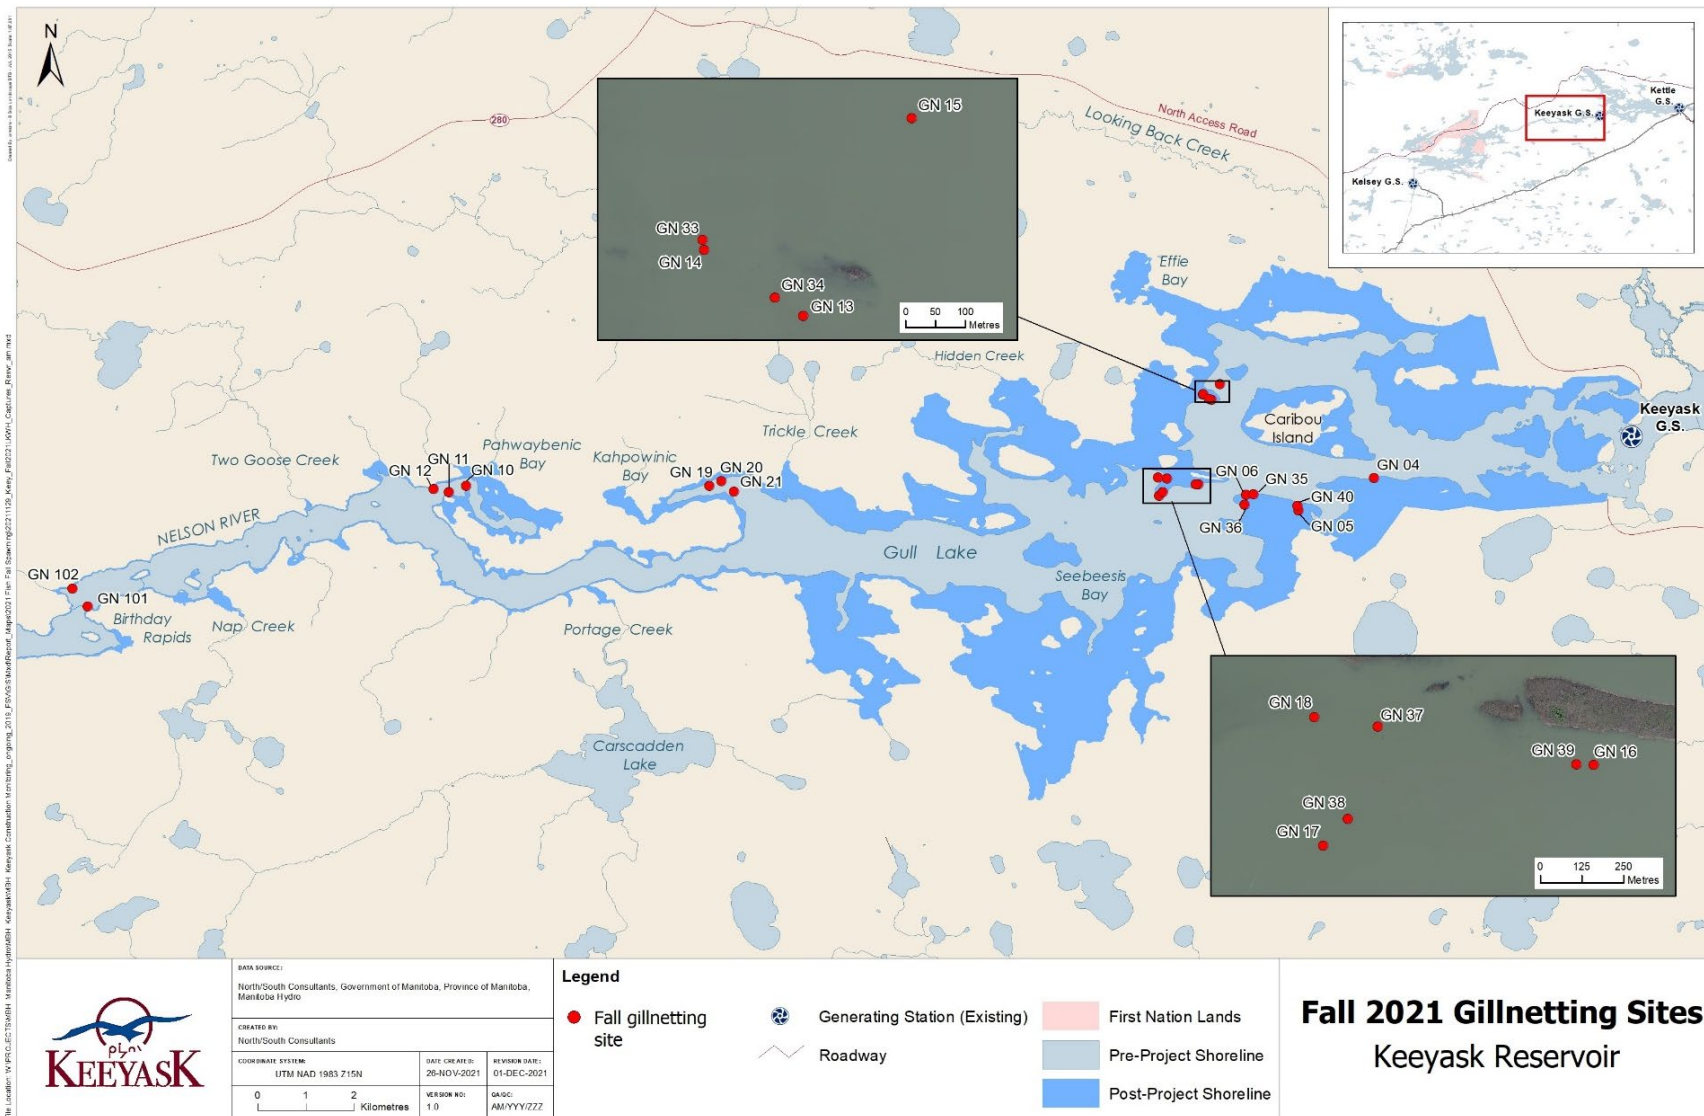 N
280
North Access Road
Looking Back Creek
Kettle
G.S.
Keeyask G.S.
Kelsey G.S.
GN 15
GN 33
GN 14
GN 34
GN 13
0 50 100
Metres
Effie
Bay
Hidden Creek
Caribou
Island
Keeyask
G.S.
Trickle Creek
Two Goose Creek
Pahwaybenic
Bay
Kahpowinic
Bay
GN 12
GN 11
GN 10
GN 19
GN 20
GN 21
GN 06
GN 35
GN 04
GN 40
GN 36
GN 05
NELSON RIVER
Gull Lake
Seebeesis
Bay
GN 102
GN 101
Birthday
Rapids
Nap Creek
Portage Creek
Carscadden
Lake
GN 18
GN 37
GN 39
GN 16
GN 38
GN 17
0 125 250
Metres
KEEYASK
DATA SOURCE:
North/South Consultants, Government of Manitoba, Province of Manitoba,
Manitoba Hydro
CREATED BY:
North/South Consultants
COORDINATE SYSTEM:
UTM NAD 1983 Z15N
DATE CREATED:
26-NOV-2021
REVISION DATE:
01-DEC-2021
0 1 2
Kilometres
VERSION NO:
1.0
QA/QC:
AM/YYY/ZZZ
Legend
Fall gillnetting
site
Generating Station (Existing)
Roadway
First Nation Lands
Pre-Project Shoreline
Post-Project Shoreline
Fall 2021 Gillnetting Sites
Keeyask Reservoir